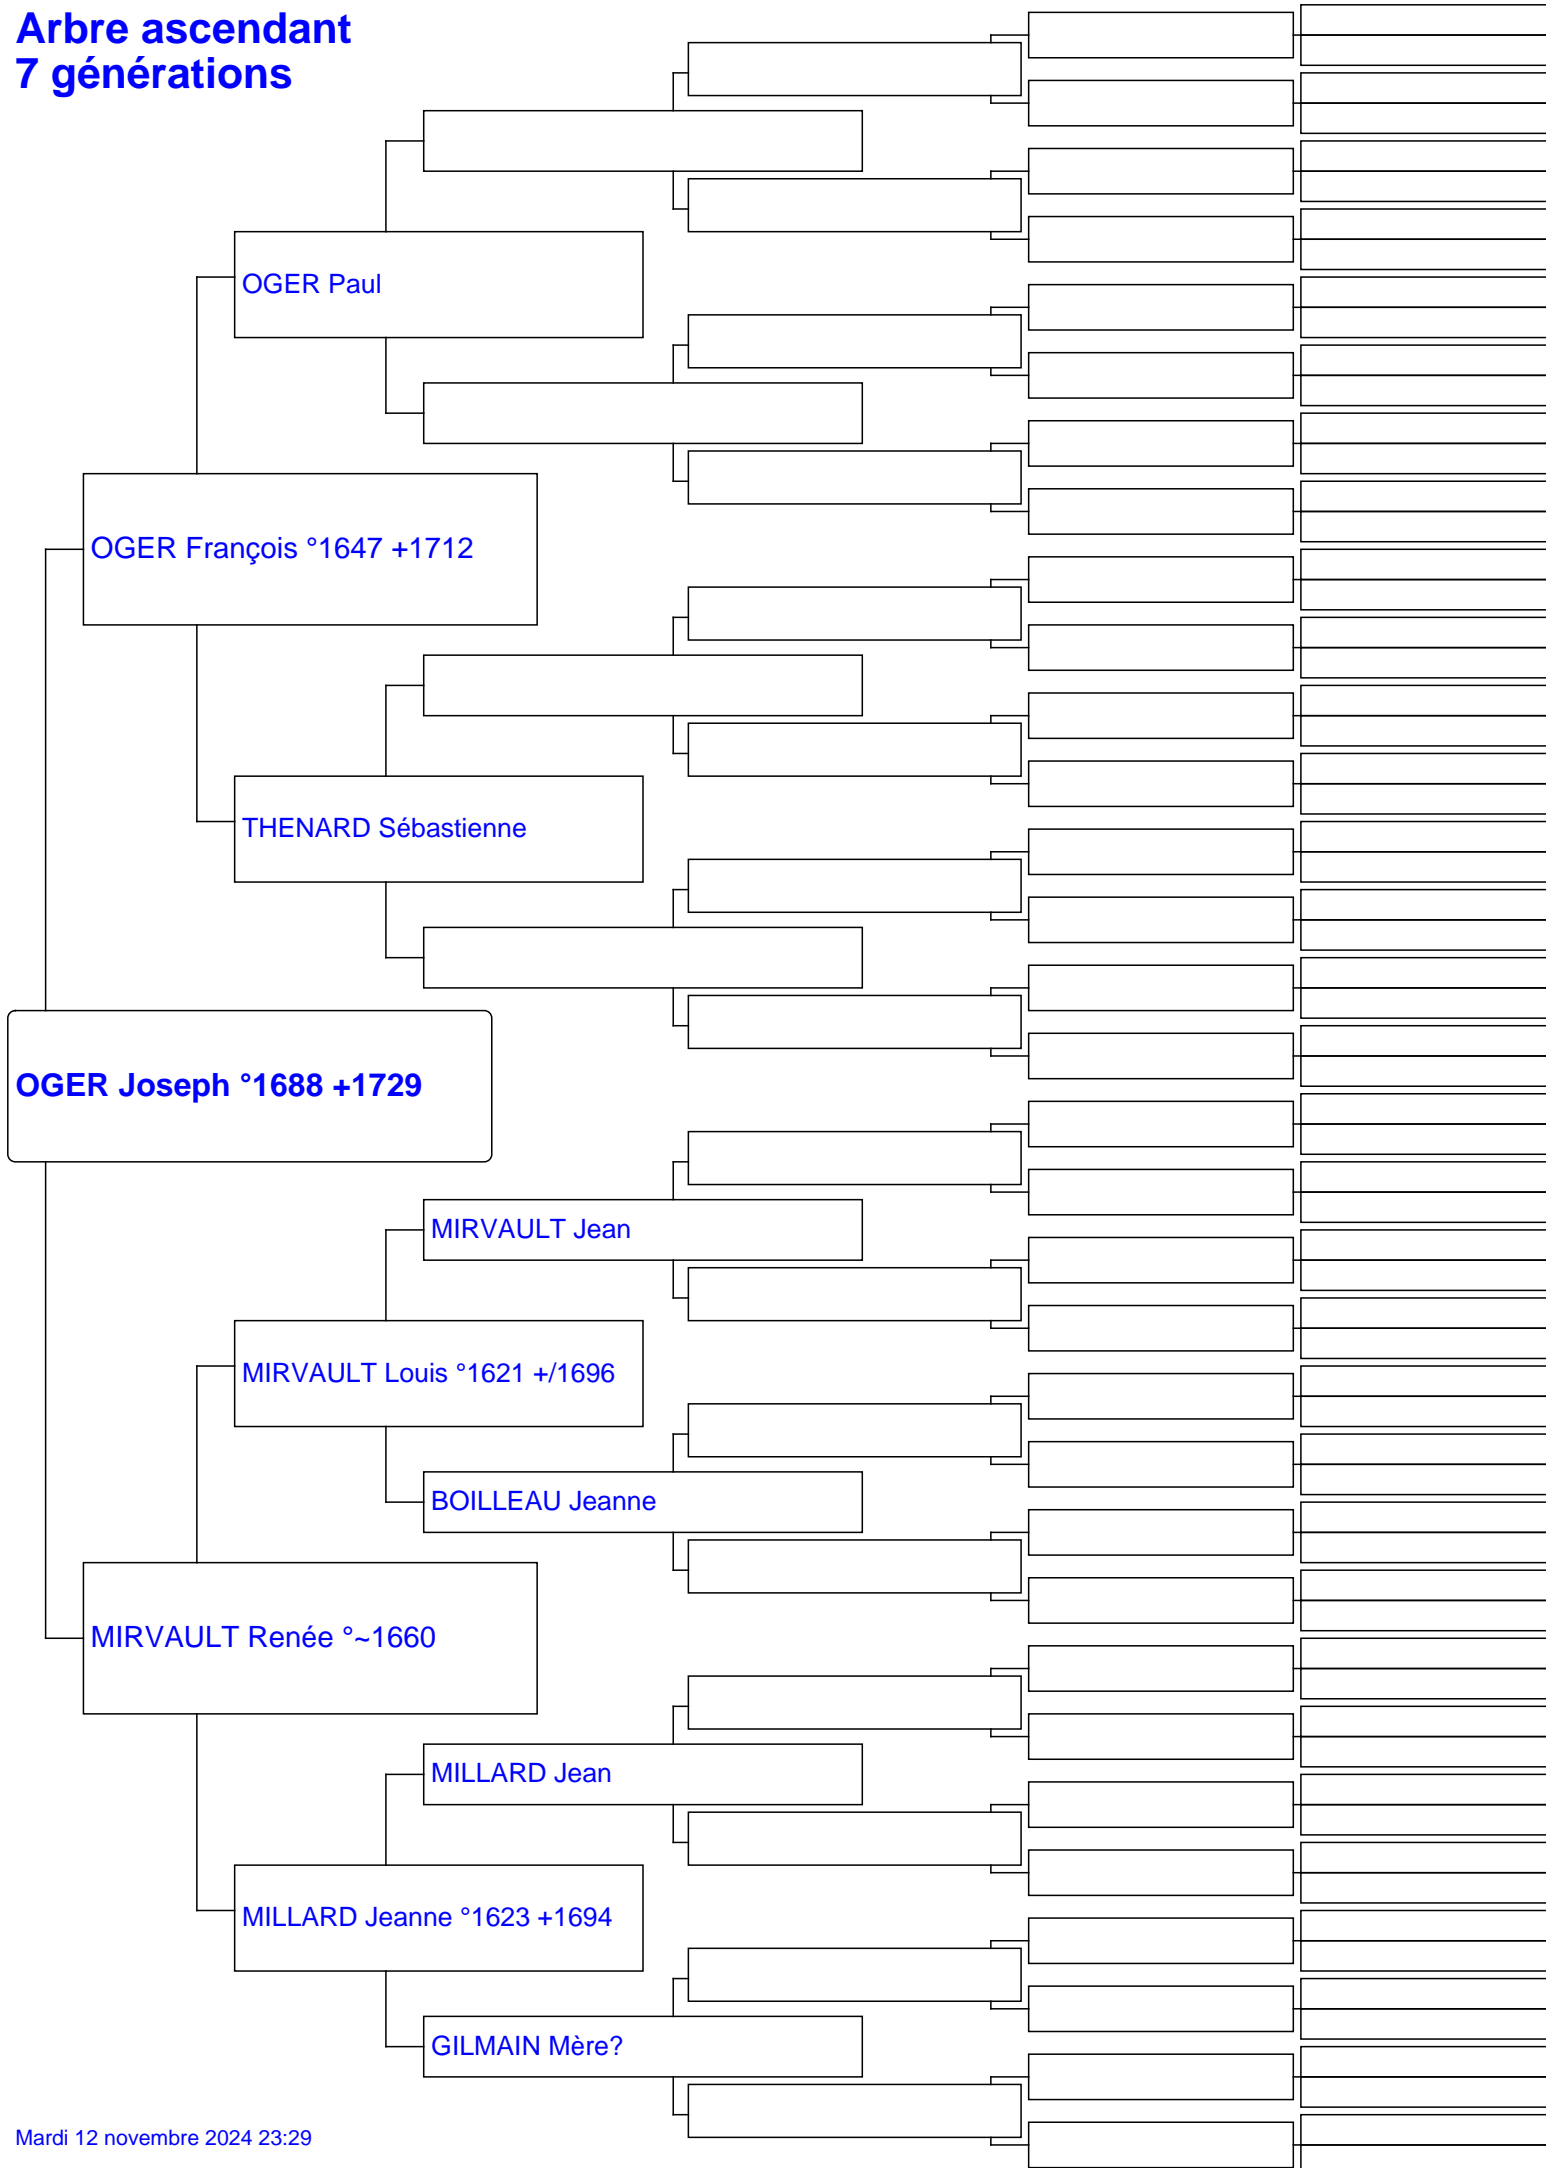 Arbre ascendant
7 générations
OGER Paul
OGER François °1647 +1712
THENARD Sébastienne
OGER Joseph °1688 +1729
MIRVAULT Jean
MIRVAULT Louis °1621 +/1696
BOILLEAU Jeanne
MIRVAULT Renée °~1660
MILLARD Jean
MILLARD Jeanne °1623 +1694
GILMAIN Mère?
Mardi 12 novembre 2024 23:29